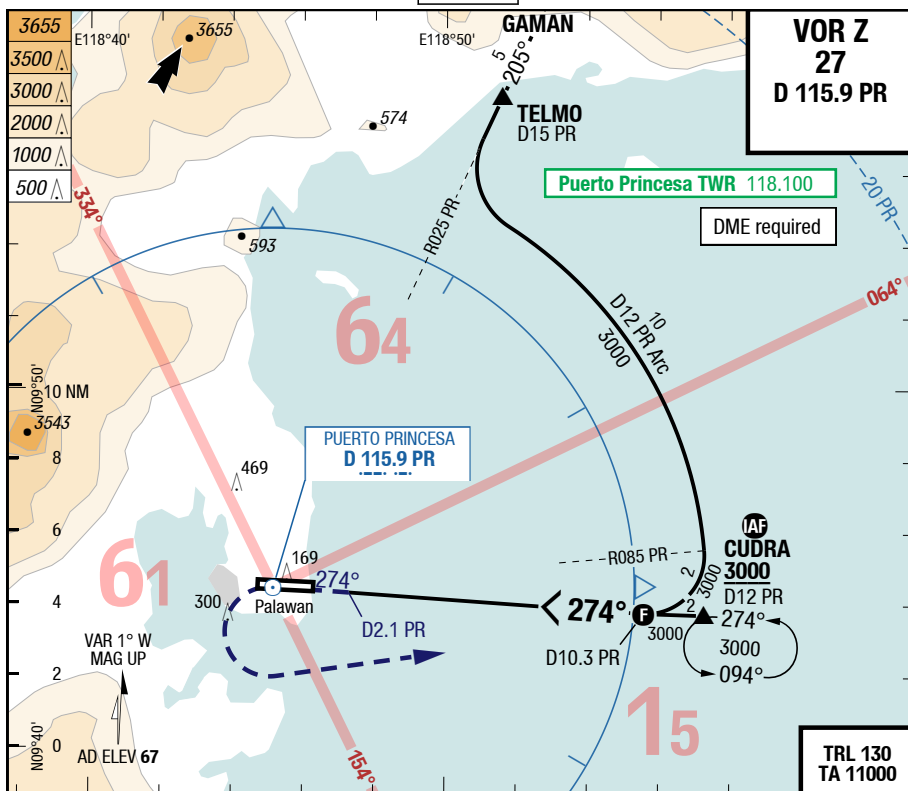 3655
3500
3000
2000
1000
500
E118°40'
3655
E118°50'
GAMAN
5
205°
TELMO
D15 PR
VOR Z
27
D 115.9 PR
574
Puerto Princesa TWR 118.100
20 PR
DME required
334°
593
R025 PR
064°
64
D12 PR Arc
10
3000
N09°50'
10 NM
3543
8
PUERTO PRINCESA
D 115.9 PR
469
6
IAF
CUDRA
3000
D12 PR
R085 PR
61
169
274°
2
3000
4
300
Palawan
274°
F
2
274°
D2.1 PR
3000
3000
D10.3 PR
094°
VAR 1° W
MAG UP
2
15
N09°40'
0
AD ELEV 67
154°
TRL 130
TA 11000